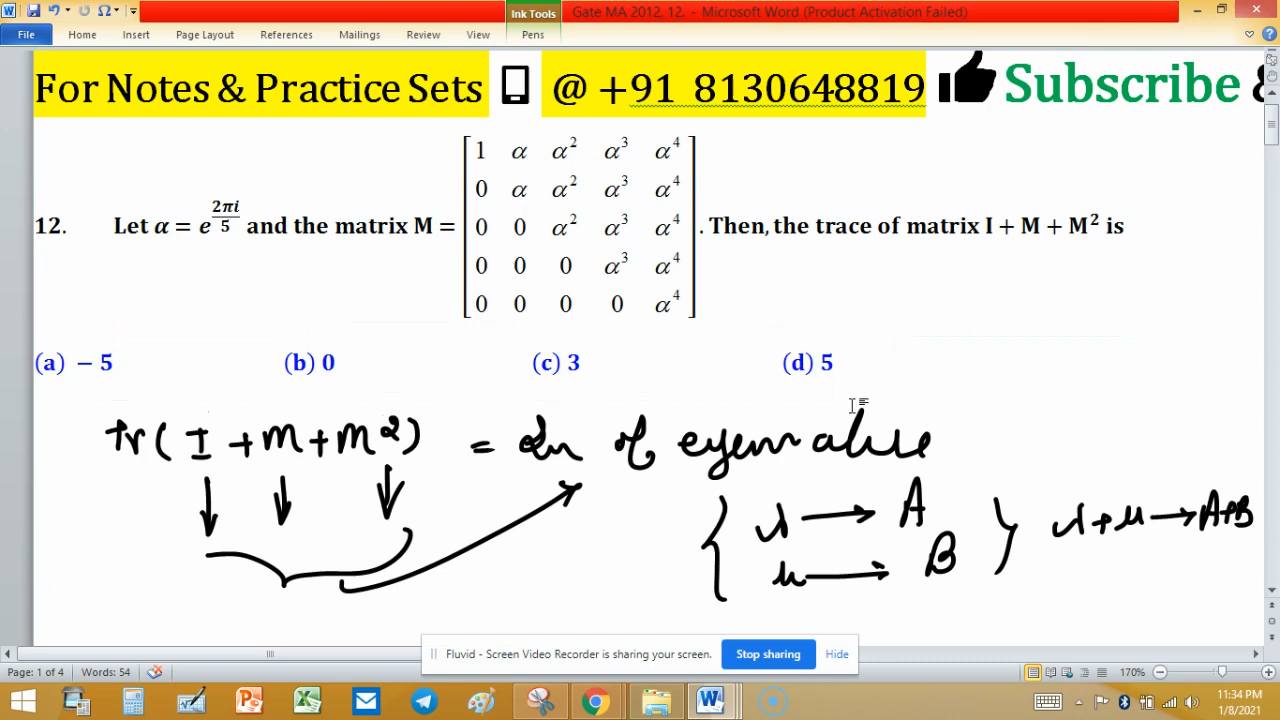 Gate MA 2012, 12. - Microsoft Word (Product Activation Failed)
Ink Tools
File Home Insert Page Layout References Mailings Review View Pens
For Notes & Practice Sets @ +91 8130648819 Subscribe &
1 α α² α³ α⁴
0 α α² α³ α⁴
12. Let α = e^(2πi/5) and the matrix M = 0 0 α² α³ α⁴ . Then, the trace of matrix I + M + M² is
0 0 0 α³ α⁴
0 0 0 0 α⁴
(a) − 5 (b) 0 (c) 3 (d) 5
tr( I + M + M²) = of eigenvalue
λ → A
λ + μ → A+B
μ → B
Fluvid - Screen Video Recorder is sharing your screen. Stop sharing Hide
Page: 1 of 4 Words: 54 170%
11:34 PM
1/8/2021